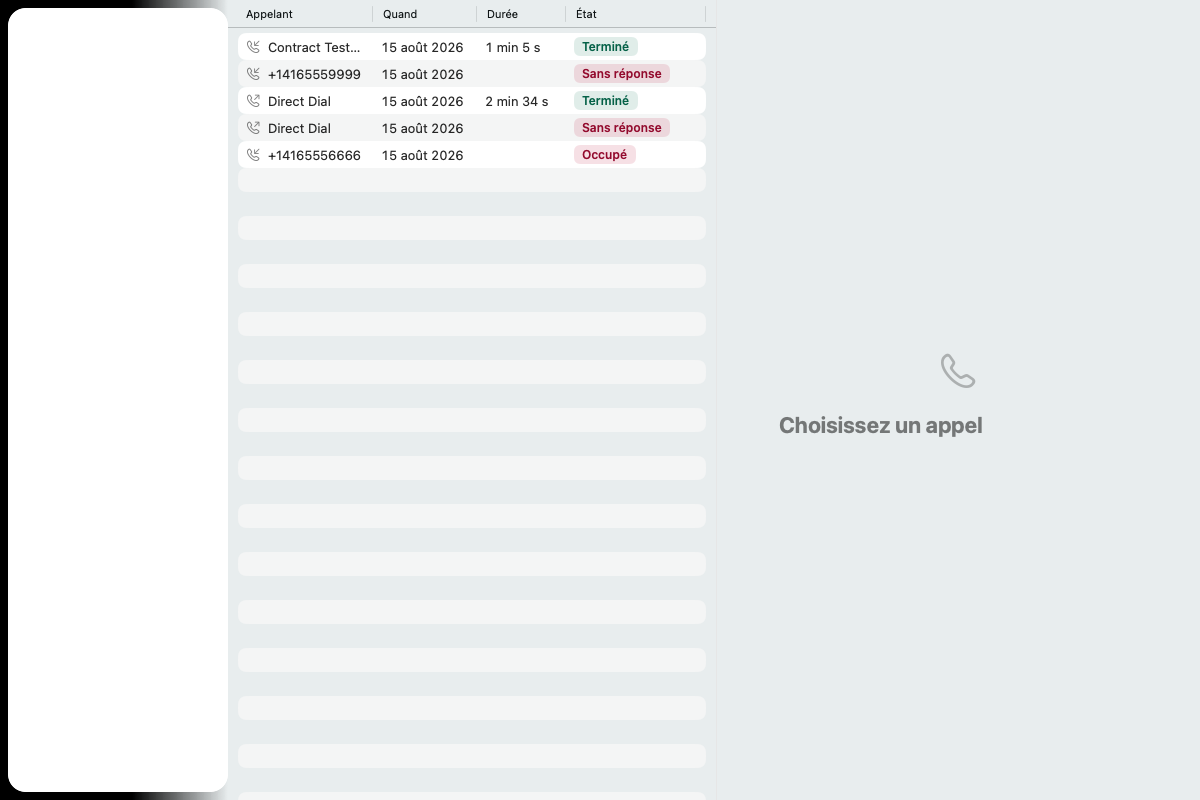 Appelant Quand Durée État
Contract Test… 15 août 2026 1 min 5 s Terminé
+14165559999 15 août 2026 Sans réponse
Direct Dial 15 août 2026 2 min 34 s Terminé
Direct Dial 15 août 2026 Sans réponse
+14165556666 15 août 2026 Occupé
Choisissez un appel